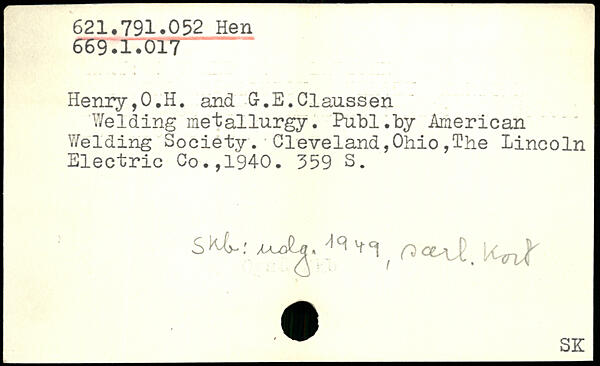 621.791.052 Hen
669.1.017
Henry,O.H. and G.E.Claussen
Welding metallurgy. Publ.by American
Welding Society. Cleveland,Ohio,The Lincoln
Electric Co.,1940. 359 S.
Skb: udg. 1949, særl. Kort
SK